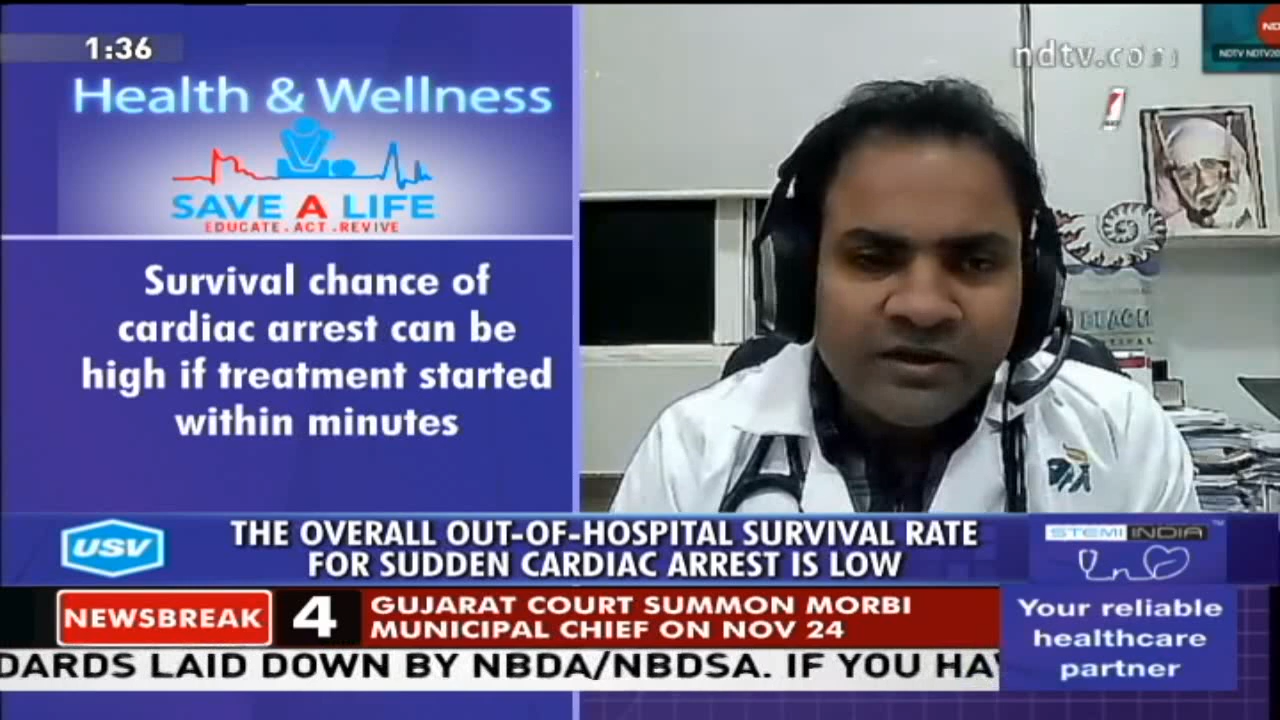 1:36
Health & Wellness
SAVE A LIFE
EDUCATE . ACT . REVIVE
Survival chance of
cardiac arrest can be
high if treatment started
within minutes
ndtv.com
NDTV
BEACH
USV
THE OVERALL OUT-OF-HOSPITAL SURVIVAL RATE
FOR SUDDEN CARDIAC ARREST IS LOW
STEMI INDIA™
NEWSBREAK 4
GUJARAT COURT SUMMON MORBI
MUNICIPAL CHIEF ON NOV 24
Your reliable
healthcare
partner
DARDS LAID DOWN BY NBDA/NBDSA. IF YOU HAV